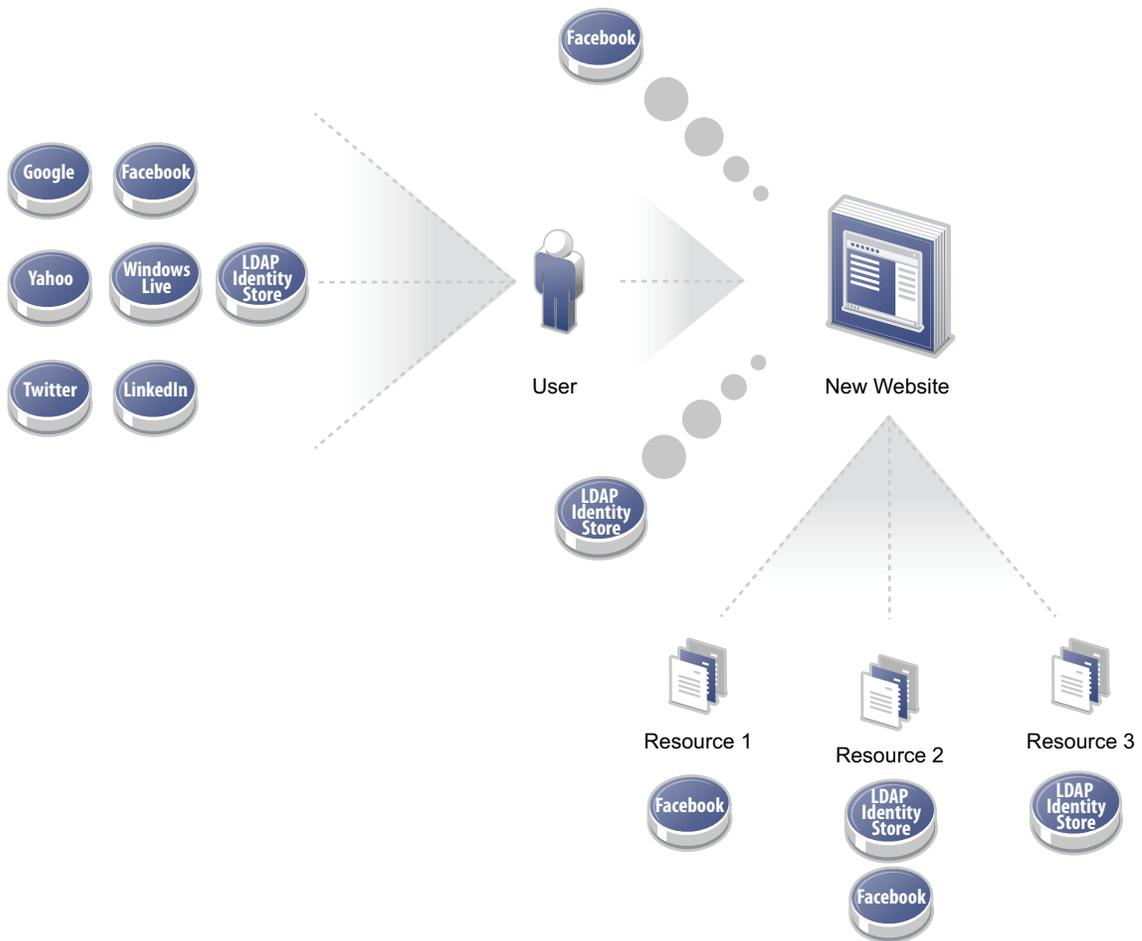 Facebook
Google
Facebook
Yahoo
Windows
Live
LDAP
Identity
Store
Twitter
LinkedIn
User
New Website
LDAP
Identity
Store
Resource 1
Resource 2
Resource 3
Facebook
LDAP
Identity
Store
LDAP
Identity
Store
Facebook